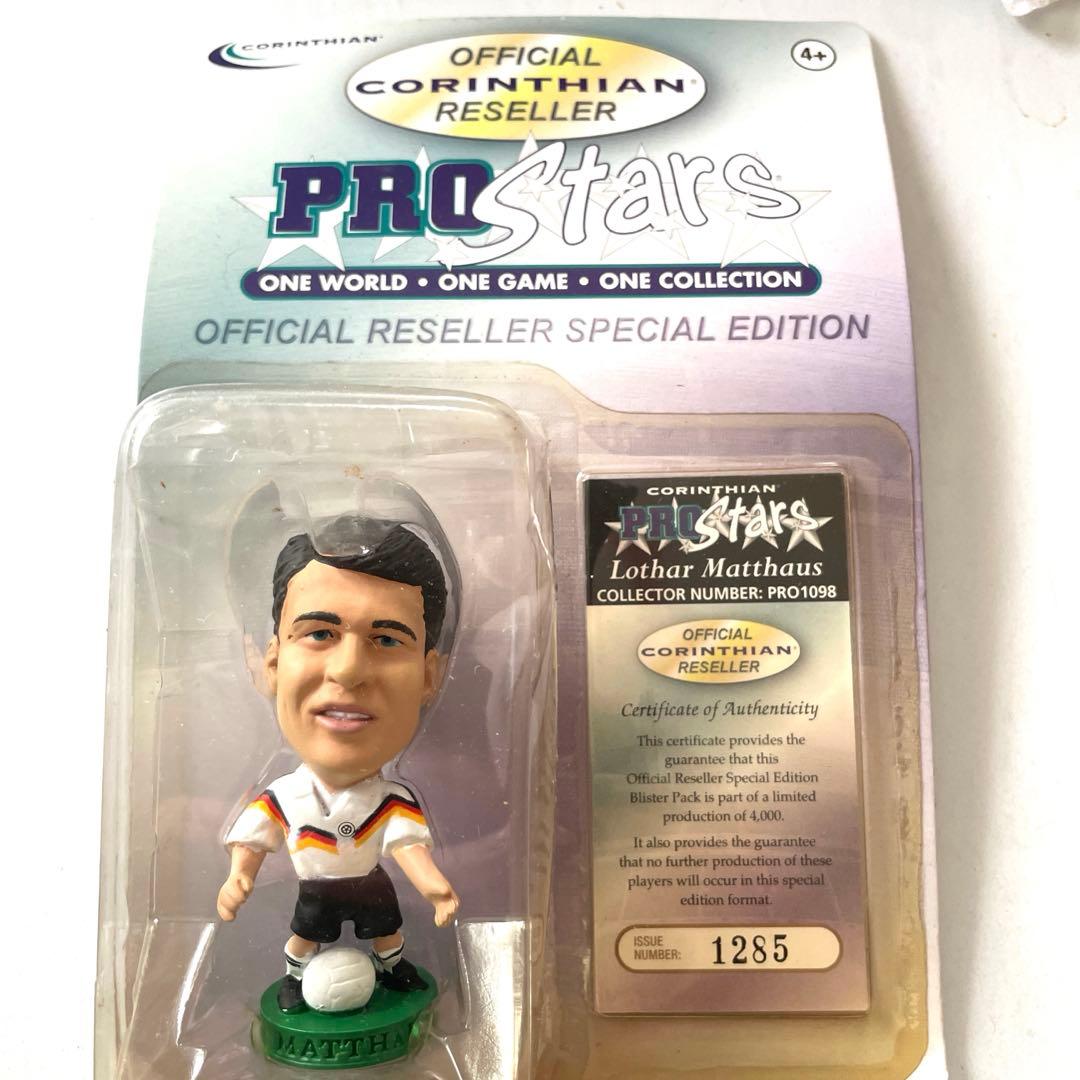 CORINTHIAN
OFFICIAL
CORINTHIAN
RESELLER
4+
PRO Stars
ONE WORLD • ONE GAME • ONE COLLECTION
OFFICIAL RESELLER SPECIAL EDITION
CORINTHIAN
PRO Stars
Lothar Matthaus
COLLECTOR NUMBER: PRO1098
OFFICIAL
CORINTHIAN
RESELLER
Certificate of Authenticity
This certificate provides the
guarantee that this
Official Reseller Special Edition
Blister Pack is part of a limited
production of 4,000.
It also provides the guarantee
that no further production of these
players will occur in this special
edition format.
ISSUE
NUMBER: 1285
MATTHA